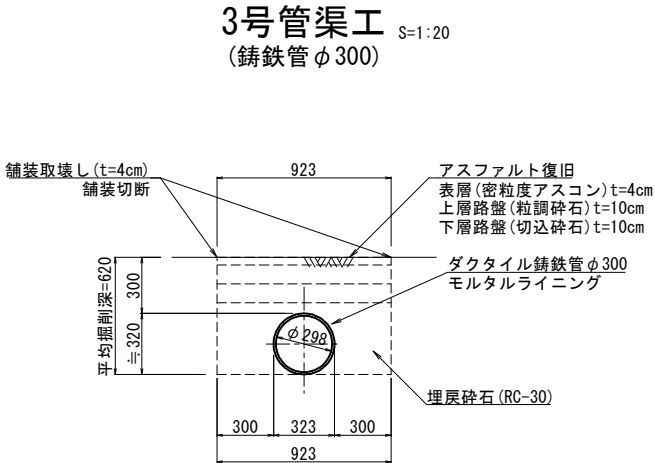 3号管渠工 S=1:20
(鋳鉄管φ300)
舗装取壊し(t=4cm)
舗装切断
923
アスファルト復旧
表層(密粒度アスコン)t=4cm
上層路盤(粒調砕石)t=10cm
下層路盤(切込砕石)t=10cm
平均掘削深=620
300
≒320
ダクタイル鋳鉄管φ300
モルタルライニング
φ298
埋戻砕石(RC-30)
300
323
300
923